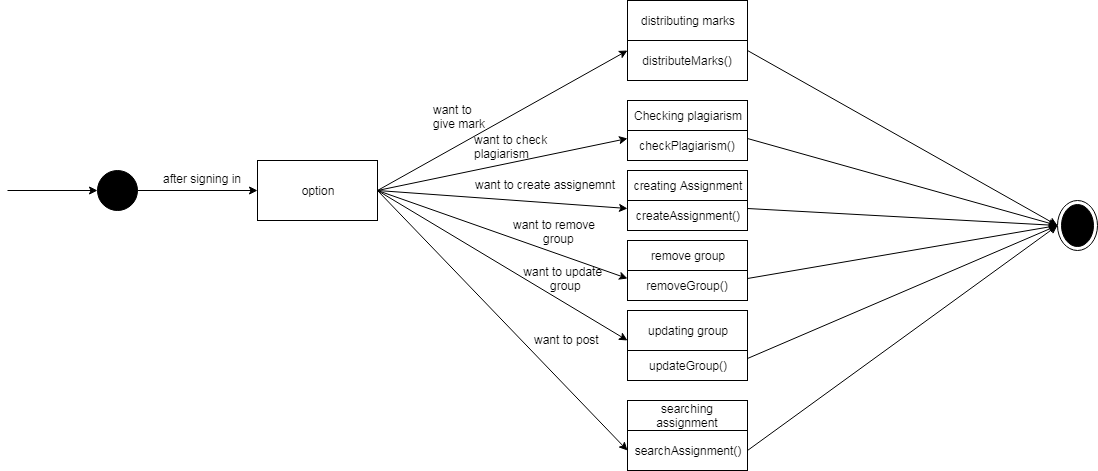 distributing marks
distributeMarks()
want to
give mark
Checking plagiarism
checkPlagiarism()
want to check
plagiarism
after signing in
option
want to create assignemnt
creating Assignment
createAssignment()
want to remove
group
remove group
removeGroup()
want to update
group
updating group
updateGroup()
want to post
searching
assignment
searchAssignment()